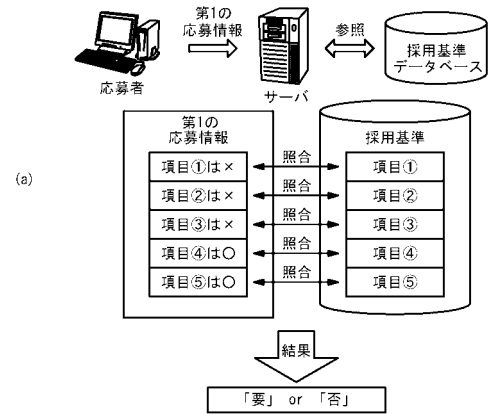 第1の
応募情報
参照
採用基準
データベース
応募者
サーバ
(a)
第1の
応募情報
採用基準
項目①は×
照合
項目①
項目②は×
照合
項目②
項目③は×
照合
項目③
項目④は○
照合
項目④
項目⑤は○
照合
項目⑤
結果
「要」 or 「否」